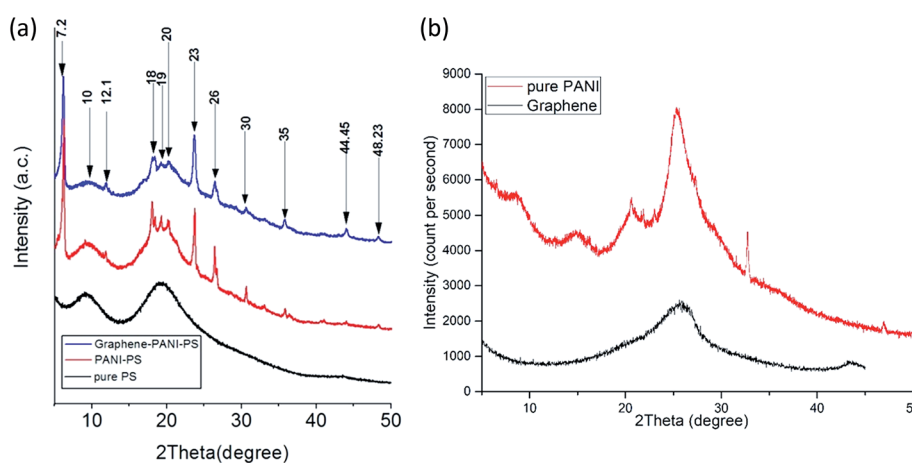 (a)
7.2
10
12.1
18
19
20
23
26
30
35
44.45
48.23
Intensity (a.c.)
Graphene-PANI-PS
PANI-PS
pure PS
10 20 30 40 50
2Theta(degree)
(b)
pure PANI
Graphene
Intensity (count per second)
9000
8000
7000
6000
5000
4000
3000
2000
1000
0
10 20 30 40 50
2Theta (degree)